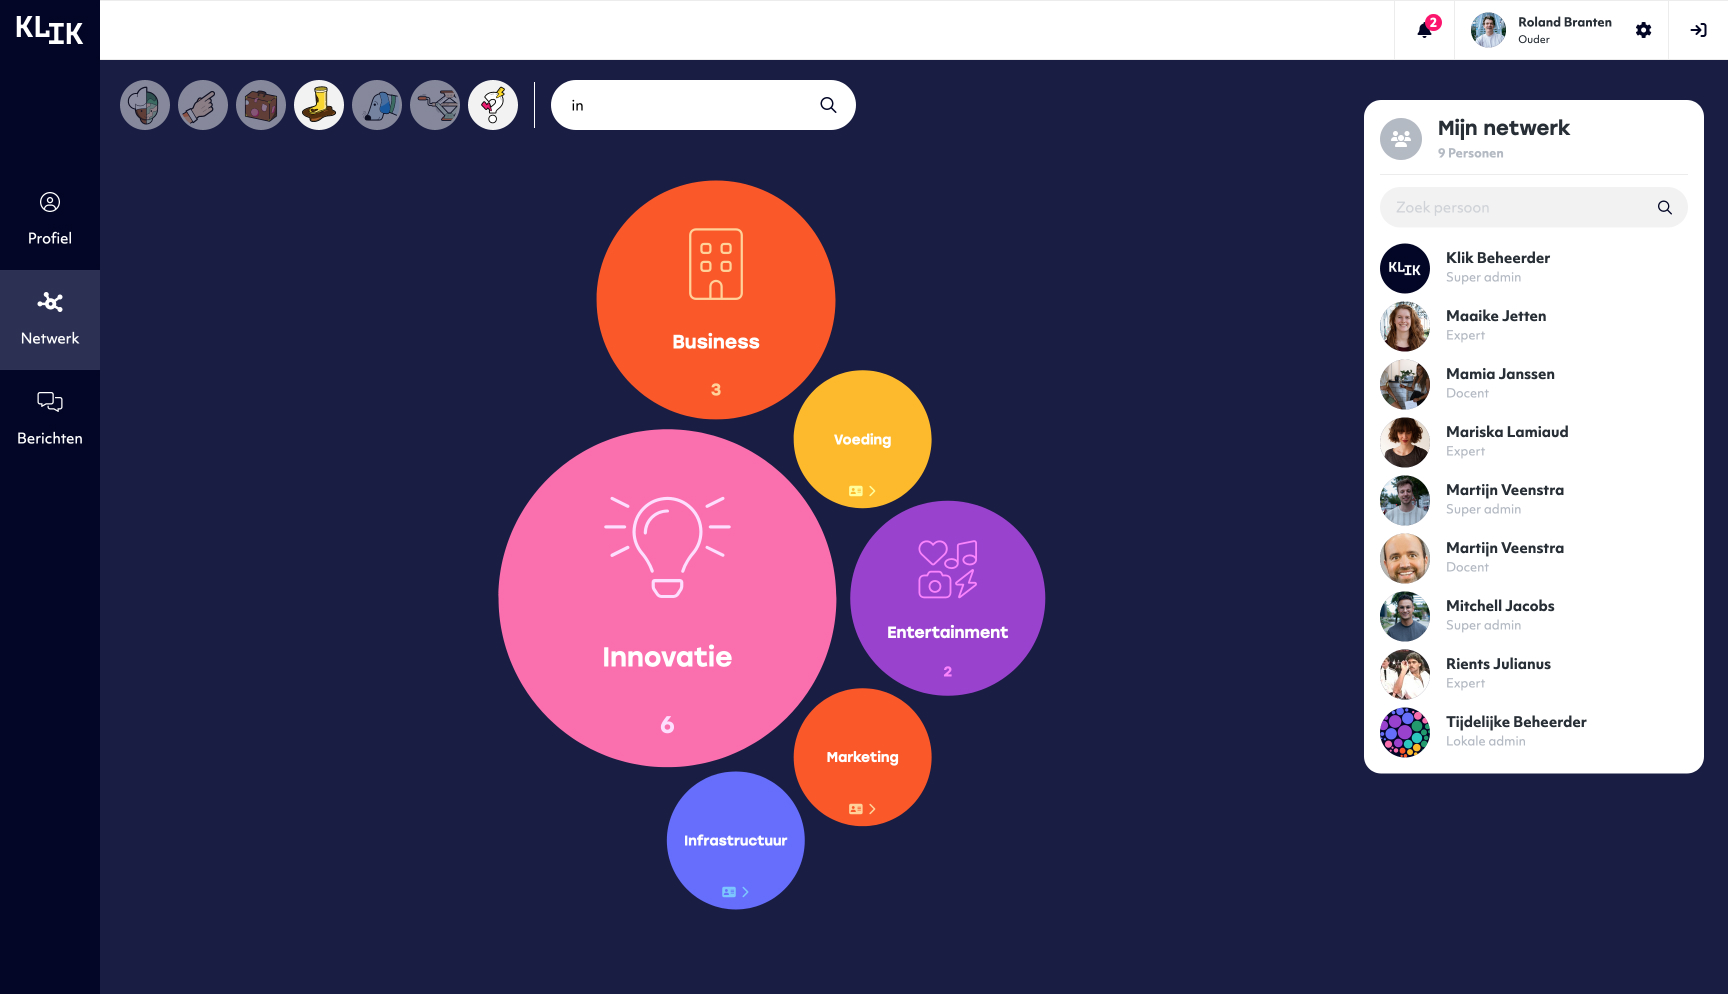 KLIK
2
Roland Branten
Ouder
in
Profiel
Netwerk
Berichten
Business
3
Voeding
Innovatie
6
Entertainment
2
Marketing
Infrastructuur
Mijn netwerk
9 Personen
Zoek persoon
KLIK
Klik Beheerder
Super admin
Maaike Jetten
Expert
Mamia Janssen
Docent
Mariska Lamiaud
Expert
Martijn Veenstra
Super admin
Martijn Veenstra
Docent
Mitchell Jacobs
Super admin
Rients Julianus
Expert
Tijdelijke Beheerder
Lokale admin